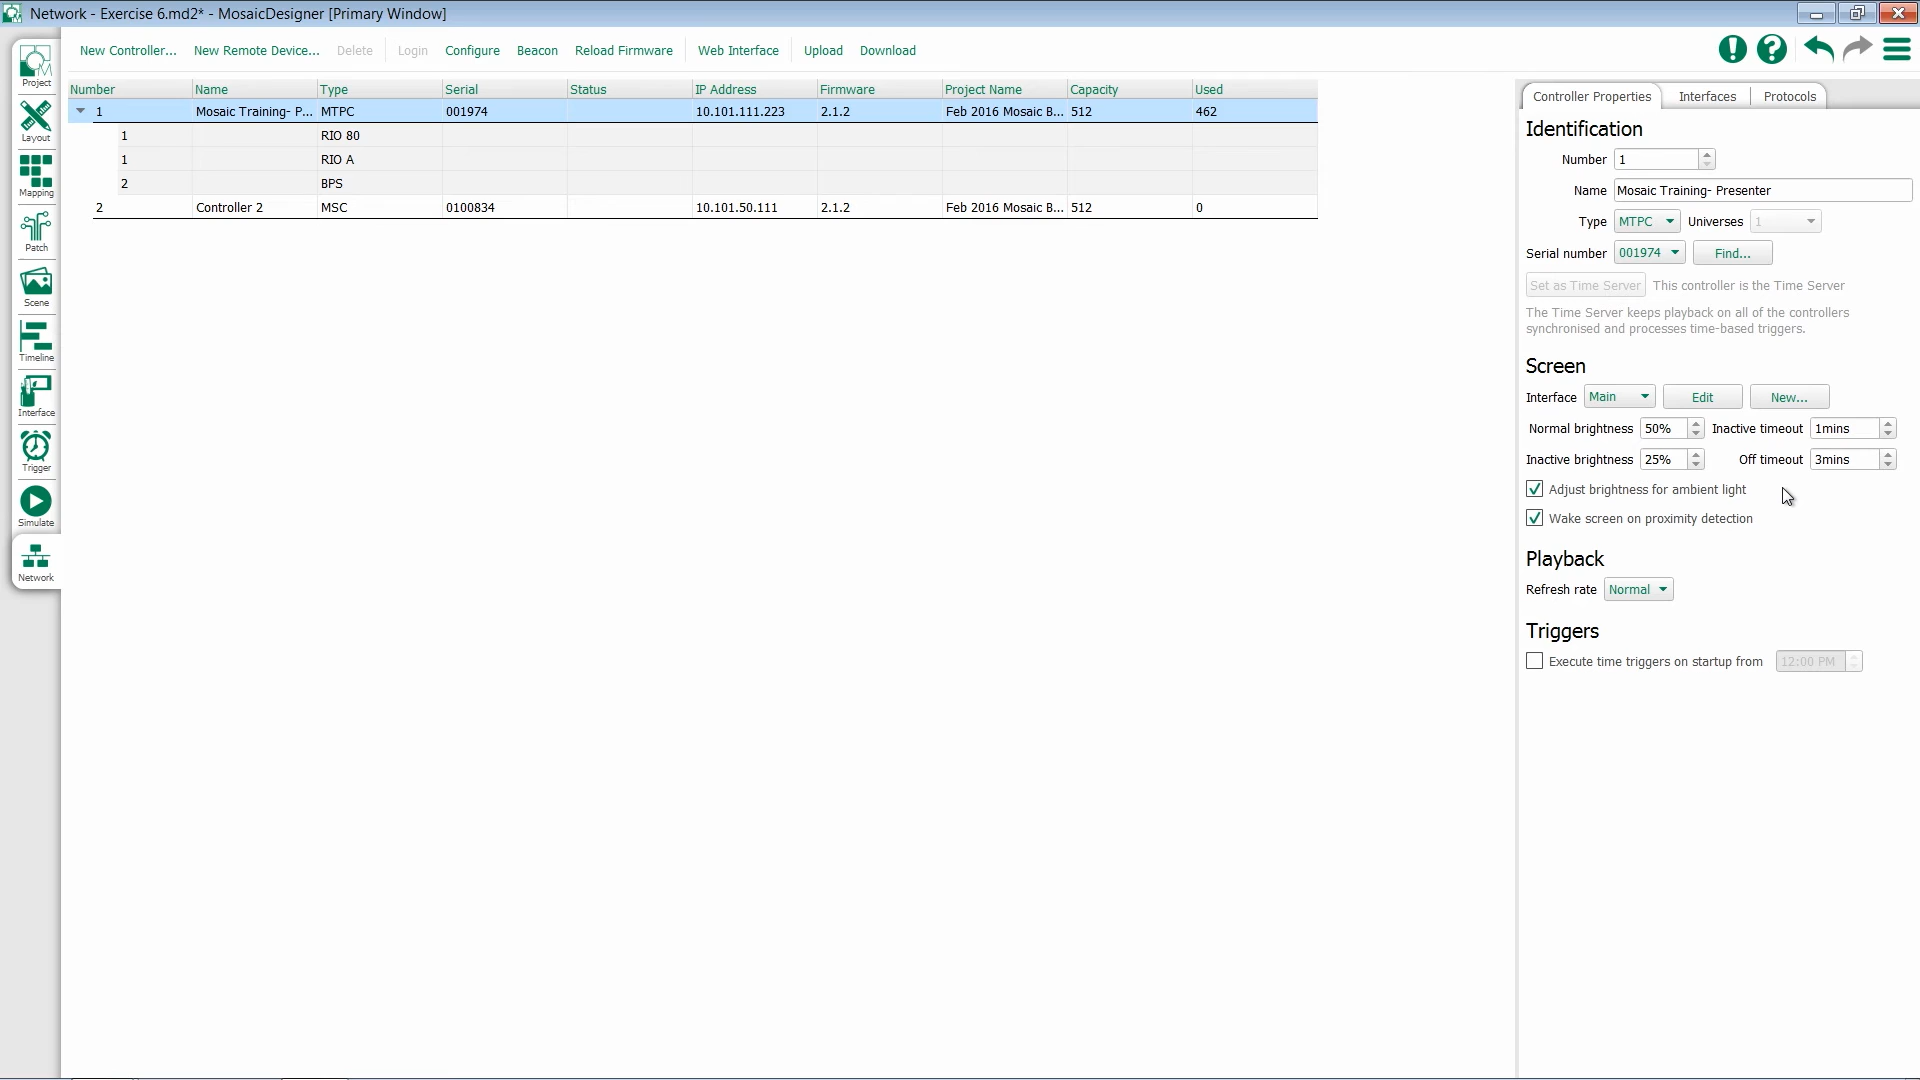 Network - Exercise 6.md2* - MosaicDesigner [Primary Window]
New Controller... New Remote Device... Delete Login Configure Beacon Reload Firmware Web Interface Upload Download
Project
Layout
Mapping
Patch
Scene
Timeline
Interface
Trigger
Simulate
Network
Number Name Type Serial Status IP Address Firmware Project Name Capacity Used
1 Mosaic Training- P... MTPC 001974 10.101.111.223 2.1.2 Feb 2016 Mosaic B... 512 462
1 RIO 80
1 RIO A
2 BPS
2 Controller 2 MSC 0100834 10.101.50.111 2.1.2 Feb 2016 Mosaic B... 512 0
Controller Properties Interfaces Protocols
Identification
Number 1
Name Mosaic Training- Presenter
Type MTPC Universes 1
Serial number 001974 Find...
Set as Time Server This controller is the Time Server
The Time Server keeps playback on all of the controllers
synchronised and processes time-based triggers.
Screen
Interface Main Edit New...
Normal brightness 50% Inactive timeout 1mins
Inactive brightness 25% Off timeout 3mins
Adjust brightness for ambient light
Wake screen on proximity detection
Playback
Refresh rate Normal
Triggers
Execute time triggers on startup from 12:00 PM